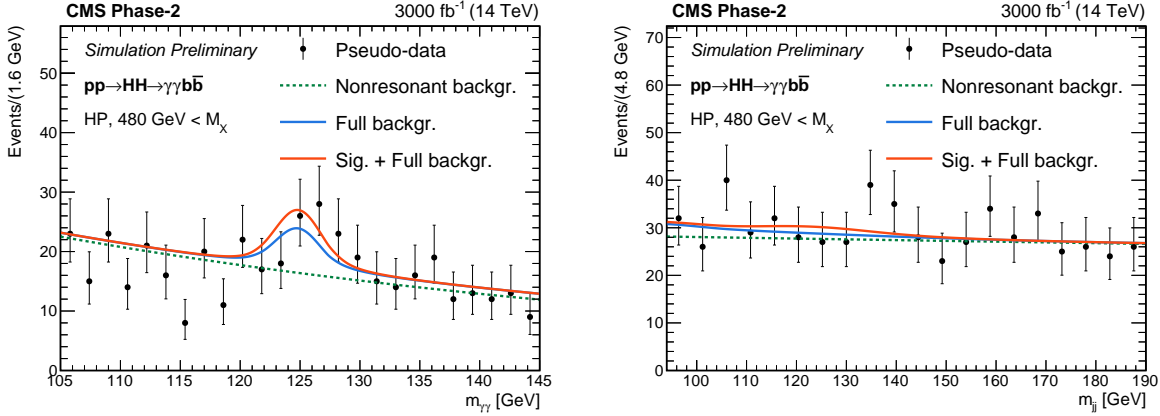 CMS Phase-2 3000 fb⁻¹ (14 TeV)
Simulation Preliminary
pp→HH→γγbb̅
HP, 480 GeV < M_X
Pseudo-data
Nonresonant backgr.
Full backgr.
Sig. + Full backgr.
Events/(1.6 GeV)
50
40
30
20
10
0
105 110 115 120 125 130 135 140 145
m_γγ [GeV]
CMS Phase-2 3000 fb⁻¹ (14 TeV)
Simulation Preliminary
pp→HH→γγbb̅
HP, 480 GeV < M_X
Pseudo-data
Nonresonant backgr.
Full backgr.
Sig. + Full backgr.
Events/(4.8 GeV)
70
60
50
40
30
20
10
0
100 110 120 130 140 150 160 170 180 190
m_jj [GeV]